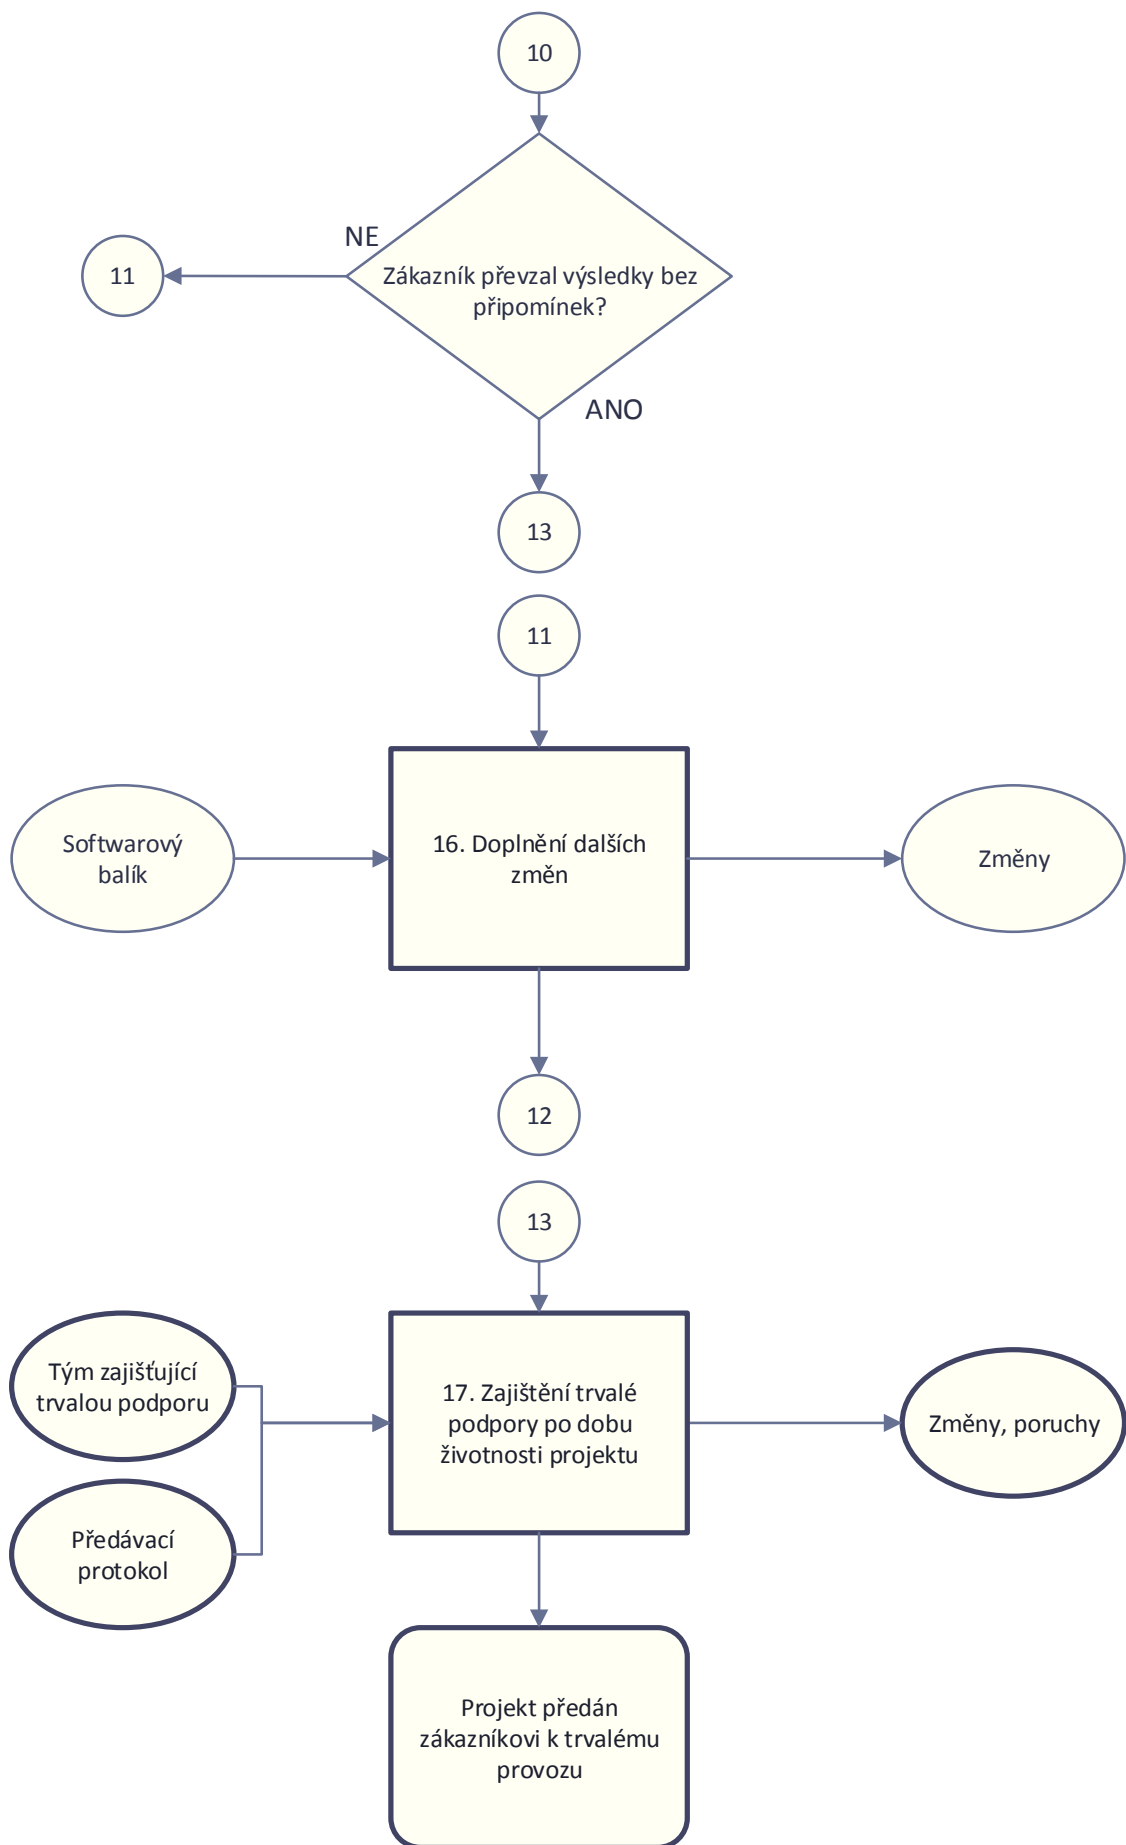 10
NE
11
Zákazník převzal výsledky bez
připomínek?
ANO
13
11
Softwarový
balík
16. Doplnění dalších
změn
Změny
12
13
Tým zajišťující
trvalou podporu
Předávací
protokol
17. Zajištění trvalé
podpory po dobu
životnosti projektu
Změny, poruchy
Projekt předán
zákazníkovi k trvalému
provozu